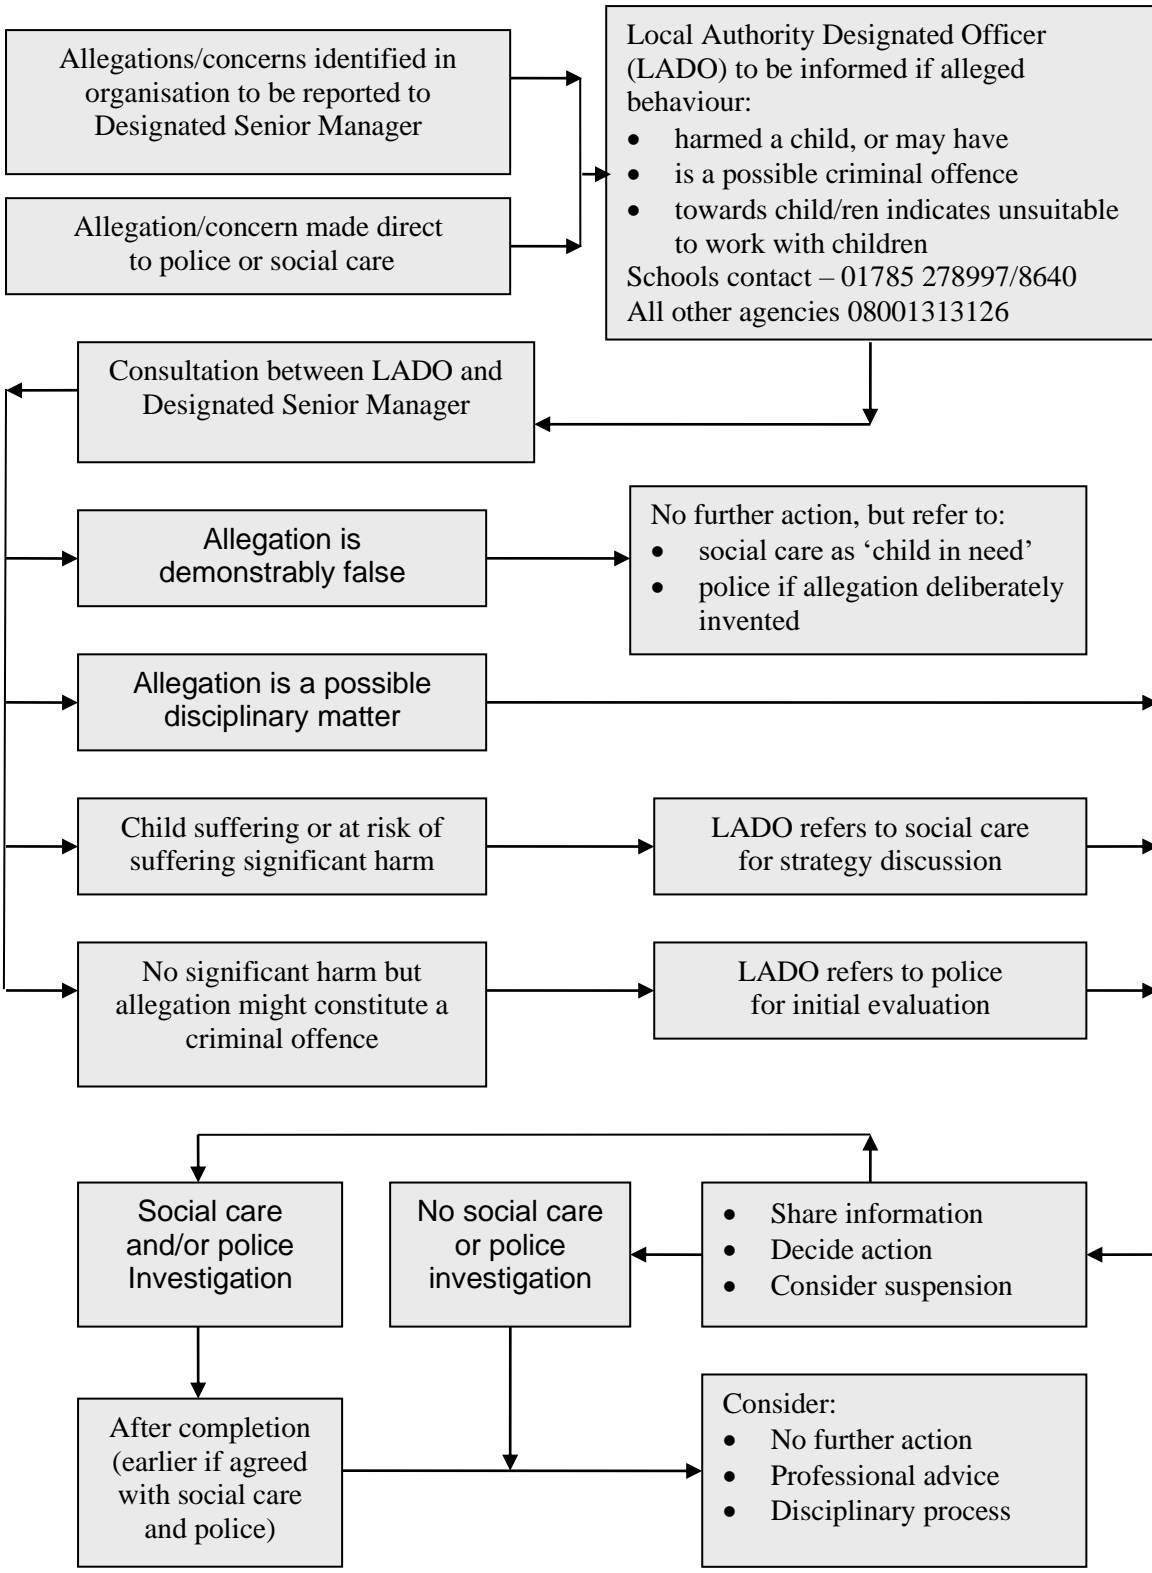 Allegations/concerns identified in
organisation to be reported to
Designated Senior Manager
Allegation/concern made direct
to police or social care
Local Authority Designated Officer
(LADO) to be informed if alleged
behaviour:
• harmed a child, or may have
• is a possible criminal offence
• towards child/ren indicates unsuitable
to work with children
Schools contact – 01785 278997/8640
All other agencies 08001313126
Consultation between LADO and
Designated Senior Manager
Allegation is
demonstrably false
No further action, but refer to:
• social care as ‘child in need’
• police if allegation deliberately
invented
Allegation is a possible
disciplinary matter
Child suffering or at risk of
suffering significant harm
LADO refers to social care
for strategy discussion
No significant harm but
allegation might constitute a
criminal offence
LADO refers to police
for initial evaluation
Social care
and/or police
Investigation
No social care
or police
investigation
• Share information
• Decide action
• Consider suspension
After completion
(earlier if agreed
with social care
and police)
Consider:
• No further action
• Professional advice
• Disciplinary process